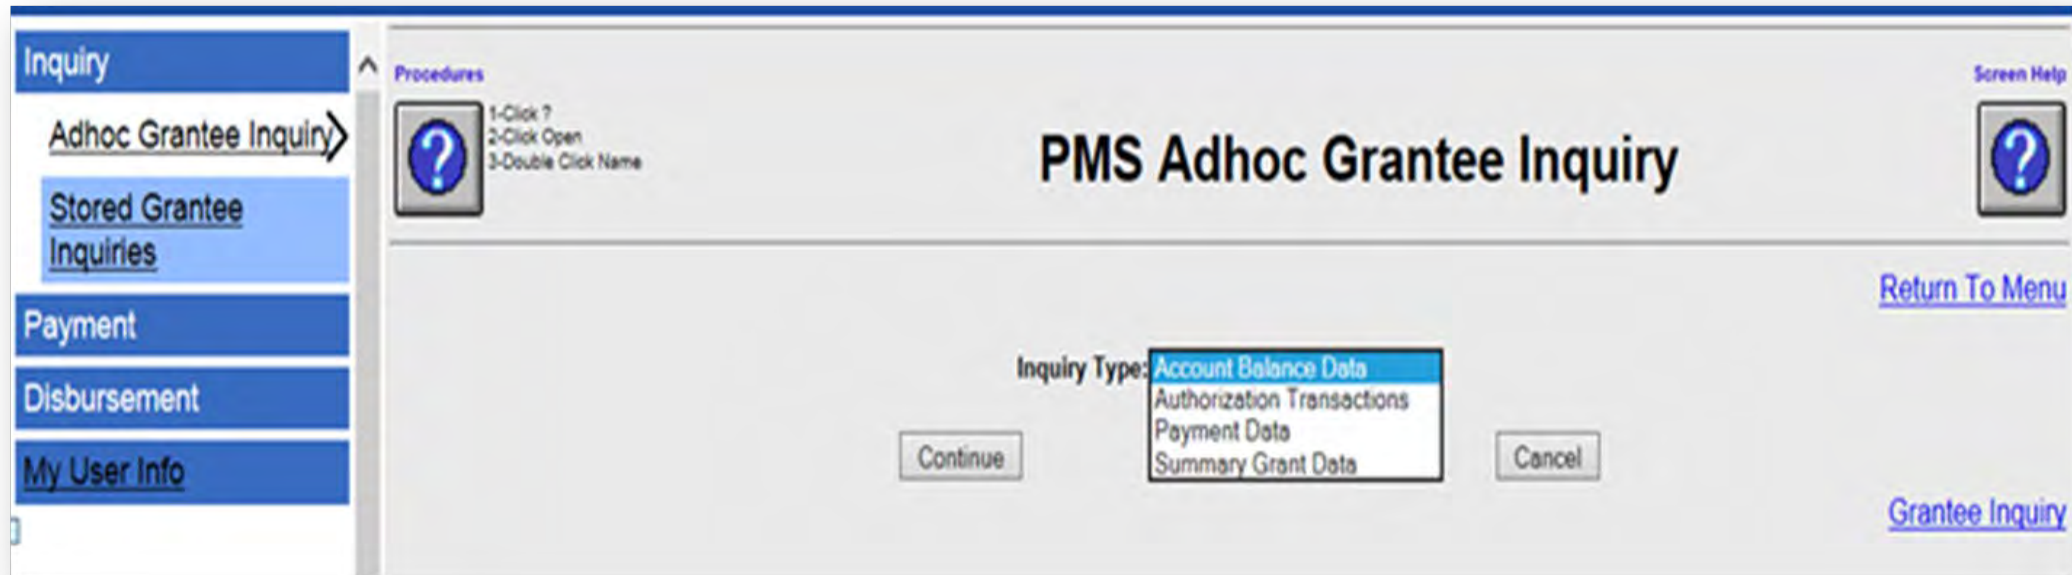 Inquiry
Adhoc Grantee Inquiry
Stored Grantee
Inquiries
Payment
Disbursement
My User Info
Procedures
?
1-Click ?
2-Click Open
3-Double Click Name
PMS Adhoc Grantee Inquiry
Screen Help
?
Return To Menu
Inquiry Type:
Account Balance Data
Authorization Transactions
Payment Data
Summary Grant Data
Continue
Cancel
Grantee Inquiry